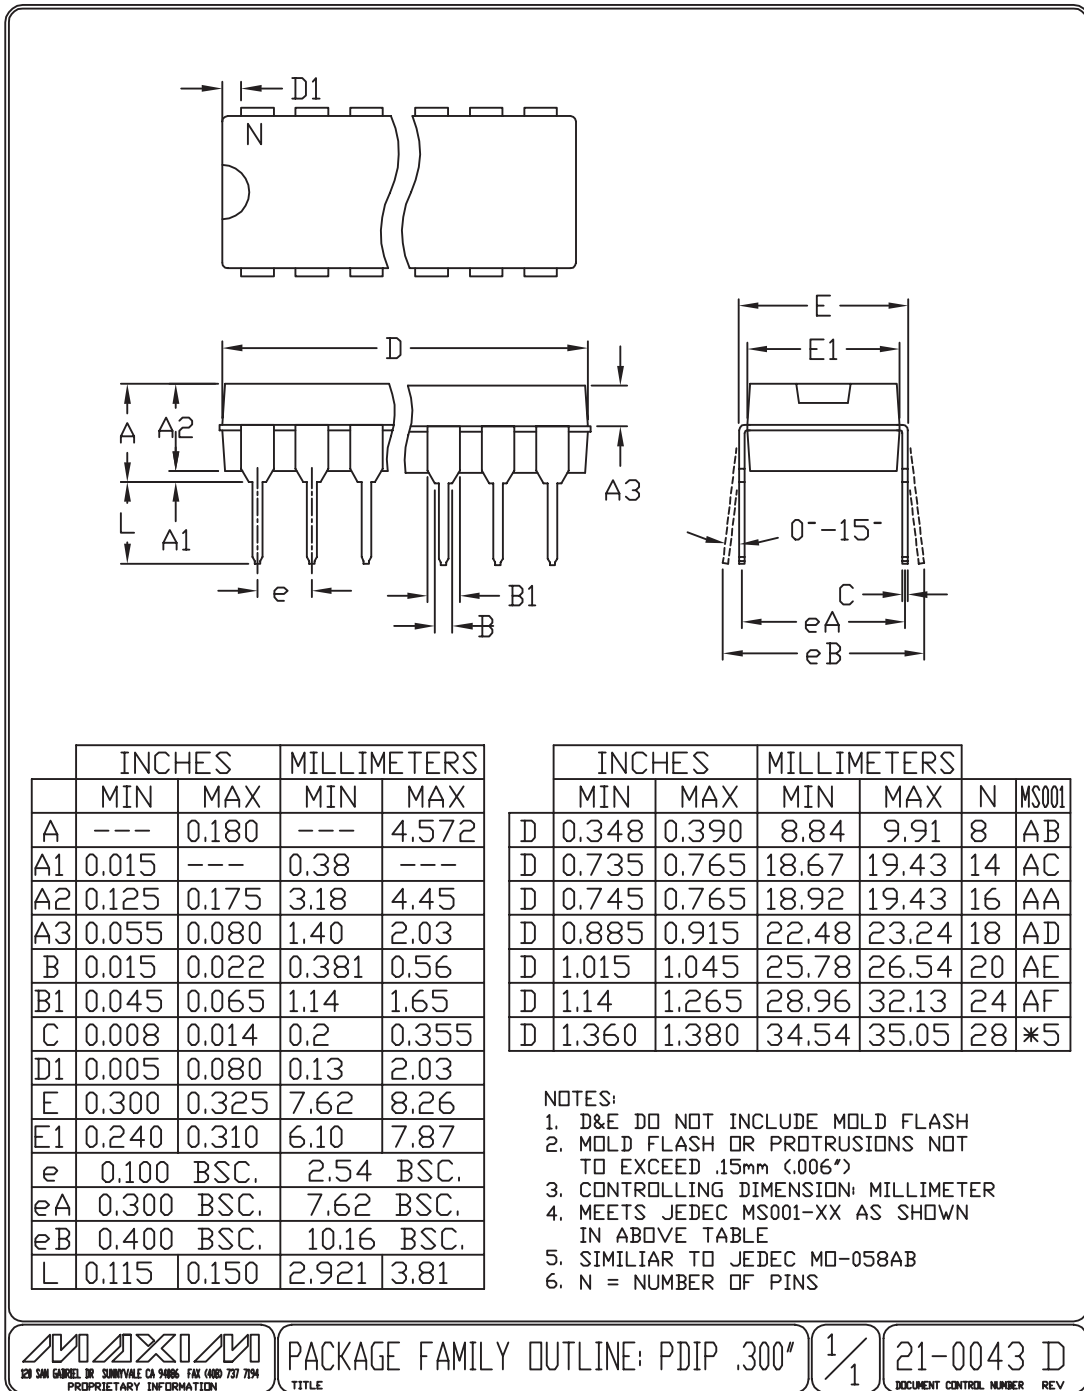 D1
N
E
D
E1
A
A2
A3
L
A1
0°-15°
e
B1
C
B
eA
eB
INCHES MILLIMETERS
MIN MAX MIN MAX
A --- 0.180 --- 4.572
A1 0.015 --- 0.38 ---
A2 0.125 0.175 3.18 4.45
A3 0.055 0.080 1.40 2.03
B 0.015 0.022 0.381 0.56
B1 0.045 0.065 1.14 1.65
C 0.008 0.014 0.2 0.355
D1 0.005 0.080 0.13 2.03
E 0.300 0.325 7.62 8.26
E1 0.240 0.310 6.10 7.87
e 0.100 BSC. 2.54 BSC.
eA 0.300 BSC. 7.62 BSC.
eB 0.400 BSC. 10.16 BSC.
L 0.115 0.150 2.921 3.81
INCHES MILLIMETERS
MIN MAX MIN MAX N MS001
D 0.348 0.390 8.84 9.91 8 AB
D 0.735 0.765 18.67 19.43 14 AC
D 0.745 0.765 18.92 19.43 16 AA
D 0.885 0.915 22.48 23.24 18 AD
D 1.015 1.045 25.78 26.54 20 AE
D 1.14 1.265 28.96 32.13 24 AF
D 1.360 1.380 34.54 35.05 28 *5
NOTES:
1. D&E DO NOT INCLUDE MOLD FLASH
2. MOLD FLASH OR PROTRUSIONS NOT
TO EXCEED .15mm (.006")
3. CONTROLLING DIMENSION: MILLIMETER
4. MEETS JEDEC MS001-XX AS SHOWN
IN ABOVE TABLE
5. SIMILIAR TO JEDEC MO-058AB
6. N = NUMBER OF PINS
MAXIM
120 SAN GABRIEL DR SUNNYVALE CA 94086 FAX (408) 737 7194
PROPRIETARY INFORMATION
PACKAGE FAMILY OUTLINE: PDIP .300"
TITLE
1/1
21-0043 D
DOCUMENT CONTROL NUMBER REV